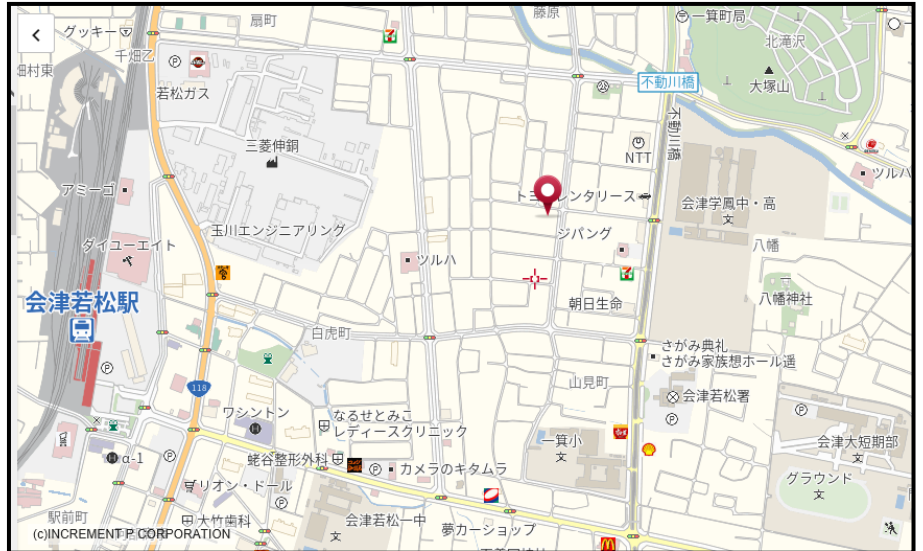 扇町
藤原
グッキー
一箕町局
千畑乙
北滝沢
畑村東
大塚山
不動川橋
若松ガス
不動川橋
三菱伸銅
NTT
ツルハ
アミーゴ
レンタリース
会津学鳳中・高
玉川エンジニアリング
ジパング
ダイユーエイト
八幡
ツルハ
八幡神社
会津若松駅
朝日生命
白虎町
さがみ典礼
さがみ家族想ホール遥
山見町
118
会津若松署
ワシントン
なるせとみこ
レディースクリニック
一箕小
会津大短期部
α-1
蛇谷整形外科
カメラのキタムラ
グラウンド
リオン・ドール
駅前町
大竹歯科
会津若松一中
夢カーショップ
(c)INCREMENT P CORPORATION